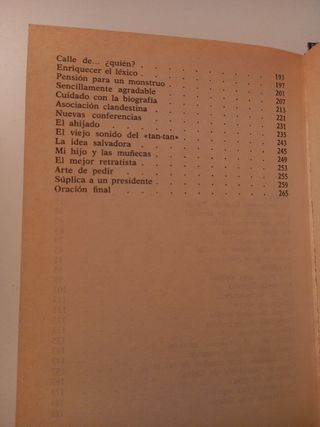 Calle de... ¿quién? . . . . . . . . 193
Enriquecer el léxico . . . . . . . . 197
Pensión para un monstruo . . . . . . 201
Sencillamente agradable . . . . . . 207
Cuidado con la biografía . . . . . . 213
Asociación clandestina . . . . . . . 221
Nuevas conferencias . . . . . . . . 231
El ahijado . . . . . . . . . . 235
El viejo sonido del «tan-tan» . . . . . 243
La idea salvadora . . . . . . . . 245
Mi hijo y las muñecas . . . . . . . 249
El mejor retratista . . . . . . . . 253
Arte de pedir . . . . . . . . . 255
Súplica a un presidente . . . . . . 259
Oración final . . . . . . . . . 265